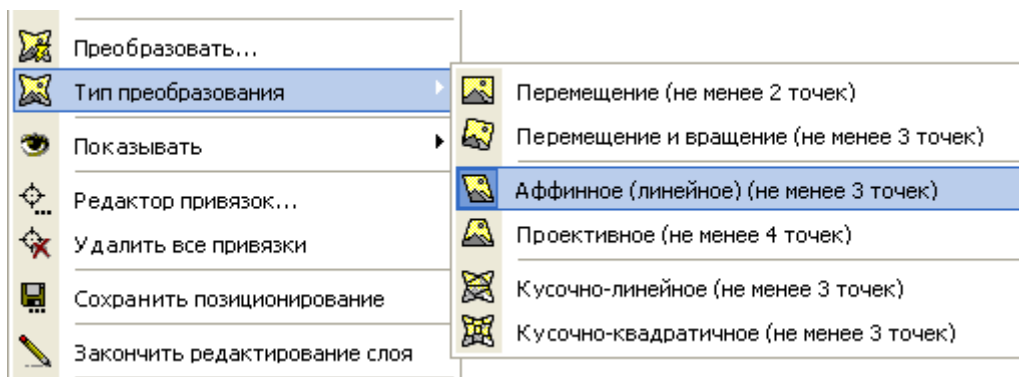 Преобразовать...
Тип преобразования
Показывать
Редактор привязок...
Удалить все привязки
Сохранить позиционирование
Закончить редактирование слоя
Перемещение (не менее 2 точек)
Перемещение и вращение (не менее 3 точек)
Аффинное (линейное) (не менее 3 точек)
Проективное (не менее 4 точек)
Кусочно-линейное (не менее 3 точек)
Кусочно-квадратичное (не менее 3 точек)